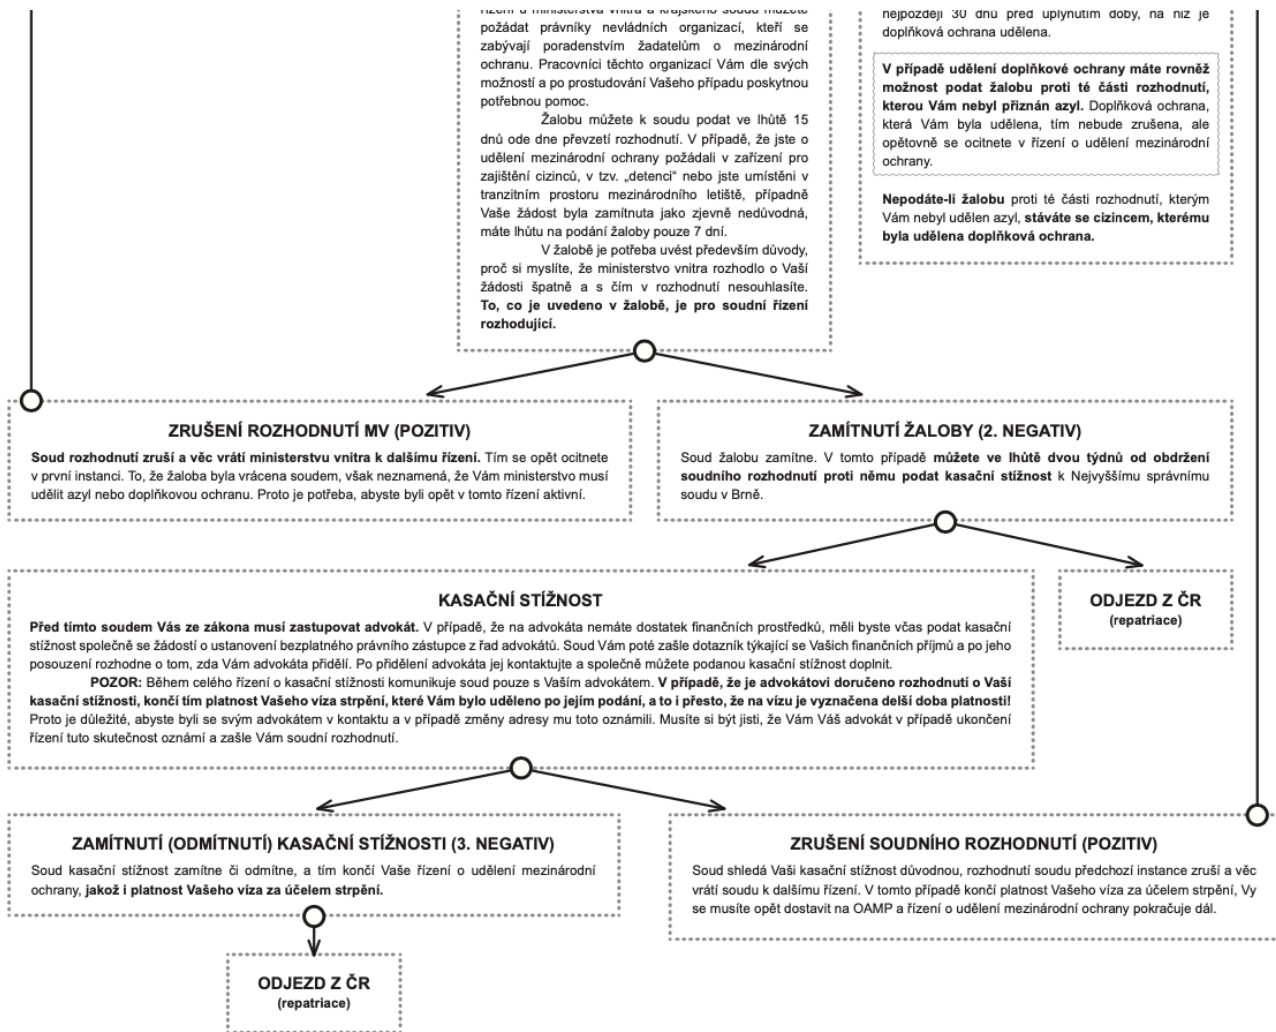 řízení u ministerstva vnitra a krajského soudu můžete
požádat právníky nevládních organizací, kteří se
zabývají poradenstvím žadatelům o mezinárodní
ochranu. Pracovníci těchto organizací Vám dle svých
možností a po prostudování Vašeho případu poskytnou
potřebnou pomoc.
Žalobu můžete k soudu podat ve lhůtě 15
dnů ode dne převzetí rozhodnutí. V případě, že jste o
udělení mezinárodní ochrany požádali v zařízení pro
zajištění cizinců, v tzv. „detenci“ nebo jste umístěni v
tranzitním prostoru mezinárodního letiště, případně
Vaše žádost byla zamítnuta jako zjevně nedůvodná,
máte lhůtu na podání žaloby pouze 7 dní.
V žalobě je potřeba uvést především důvody,
proč si myslíte, že ministerstvo vnitra rozhodlo o Vaší
žádosti špatně a s čím v rozhodnutí nesouhlasíte.
To, co je uvedeno v žalobě, je pro soudní řízení
rozhodující.
nejpozději 30 dnů před uplynutím doby, na níž je
doplňková ochrana udělena.
V případě udělení doplňkové ochrany máte rovněž
možnost podat žalobu proti té části rozhodnutí,
kterou Vám nebyl přiznán azyl. Doplňková ochrana,
která Vám byla udělena, tím nebude zrušena, ale
opětovně se ocitnete v řízení o udělení mezinárodní
ochrany.
Nepodáte-li žalobu proti té části rozhodnutí, kterým
Vám nebyl udělen azyl, stáváte se cizincem, kterému
byla udělena doplňková ochrana.
ZRUŠENÍ ROZHODNUTÍ MV (POZITIV)
Soud rozhodnutí zruší a věc vrátí ministerstvu vnitra k dalšímu řízení. Tím se opět ocitnete
v první instanci. To, že žaloba byla vrácena soudem, však neznamená, že Vám ministerstvo musí
udělit azyl nebo doplňkovou ochranu. Proto je potřeba, abyste byli opět v tomto řízení aktivní.
ZAMÍTNUTÍ ŽALOBY (2. NEGATIV)
Soud žalobu zamítne. V tomto případě můžete ve lhůtě dvou týdnů od obdržení
soudního rozhodnutí proti němu podat kasační stížnost k Nejvyššímu správnímu
soudu v Brně.
KASAČNÍ STÍŽNOST
Před tímto soudem Vás ze zákona musí zastupovat advokát. V případě, že na advokáta nemáte dostatek finančních prostředků, měli byste včas podat kasační
stížnost společně se žádostí o ustanovení bezplatného právního zástupce z řad advokátů. Soud Vám poté zašle dotazník týkající se Vašich finančních příjmů a po jeho
posouzení rozhodne o tom, zda Vám advokáta přidělí. Po přidělení advokáta jej kontaktujte a společně můžete podanou kasační stížnost doplnit.
POZOR: Během celého řízení o kasační stížnosti komunikuje soud pouze s Vaším advokátem. V případě, že je advokátovi doručeno rozhodnutí o Vaší
kasační stížnosti, končí tím platnost Vašeho víza strpění, které Vám bylo uděleno po jejím podání, a to i přesto, že na vízu je vyznačena delší doba platnosti!
Proto je důležité, abyste byli se svým advokátem v kontaktu a v případě změny adresy mu toto oznámili. Musíte si být jisti, že Vám Váš advokát v případě ukončení
řízení tuto skutečnost oznámí a zašle Vám soudní rozhodnutí.
ODJEZD Z ČR
(repatriace)
ZAMÍTNUTÍ (ODMÍTNUTÍ) KASAČNÍ STÍŽNOSTI (3. NEGATIV)
Soud kasační stížnost zamítne či odmítne, a tím končí Vaše řízení o udělení mezinárodní
ochrany, jakož i platnost Vašeho víza za účelem strpění.
ZRUŠENÍ SOUDNÍHO ROZHODNUTÍ (POZITIV)
Soud shledá Vaši kasační stížnost důvodnou, rozhodnutí soudu předchozí instance zruší a věc
vrátí soudu k dalšímu řízení. V tomto případě končí platnost Vašeho víza za účelem strpění, Vy
se musíte opět dostavit na OAMP a řízení o udělení mezinárodní ochrany pokračuje dál.
ODJEZD Z ČR
(repatriace)